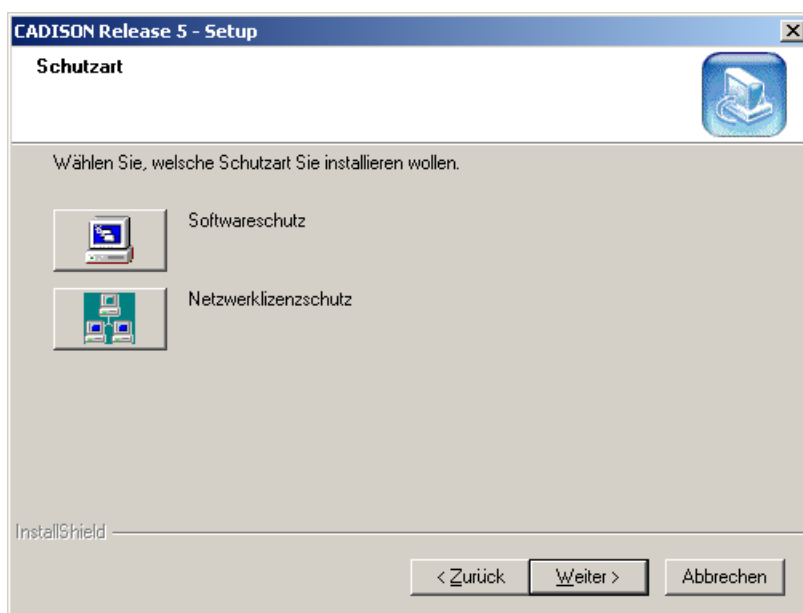 CADISON Release 5 - Setup
Schutzart
Wählen Sie, welsche Schutzart Sie installieren wollen.
Softwareschutz
Netzwerklizenzschutz
InstallShield
< Zurück Weiter > Abbrechen